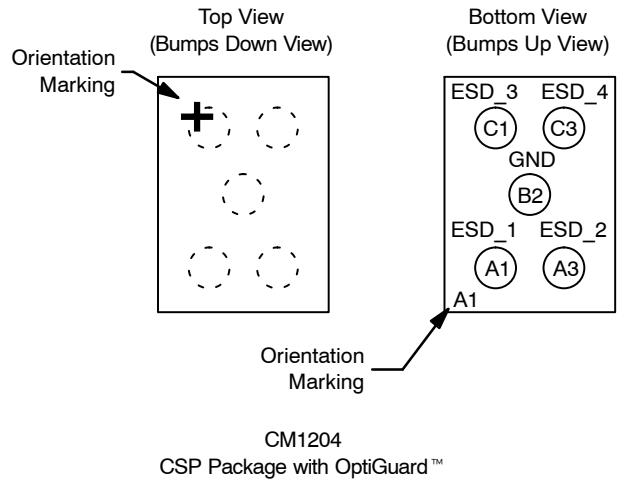 Top View
(Bumps Down View)
Orientation
Marking
Bottom View
(Bumps Up View)
ESD_3 ESD_4
C1 C3
GND
B2
ESD_1 ESD_2
A1 A3
A1
Orientation
Marking
CM1204
CSP Package with OptiGuard™